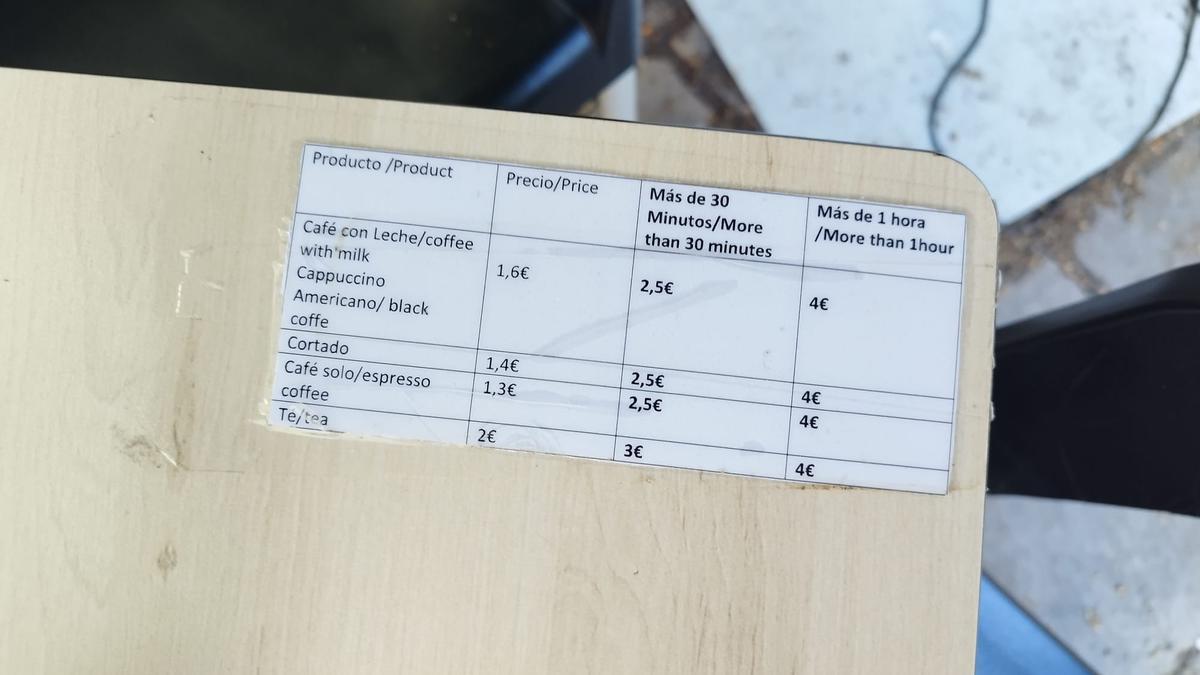 Producto /Product
Precio/Price
Más de 30
Minutos/More
than 30 minutes
Más de 1 hora
/More than 1hour
Café con Leche/coffee
with milk
Cappuccino
Americano/ black
coffe
1,6€
2,5€
4€
Cortado
1,4€
2,5€
4€
Café solo/espresso
coffee
1,3€
2,5€
4€
Te/tea
2€
3€
4€